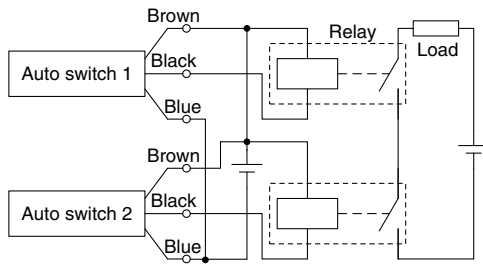 Brown
Relay
Auto switch 1
Black
Load
Blue
Brown
Auto switch 2
Black
Blue